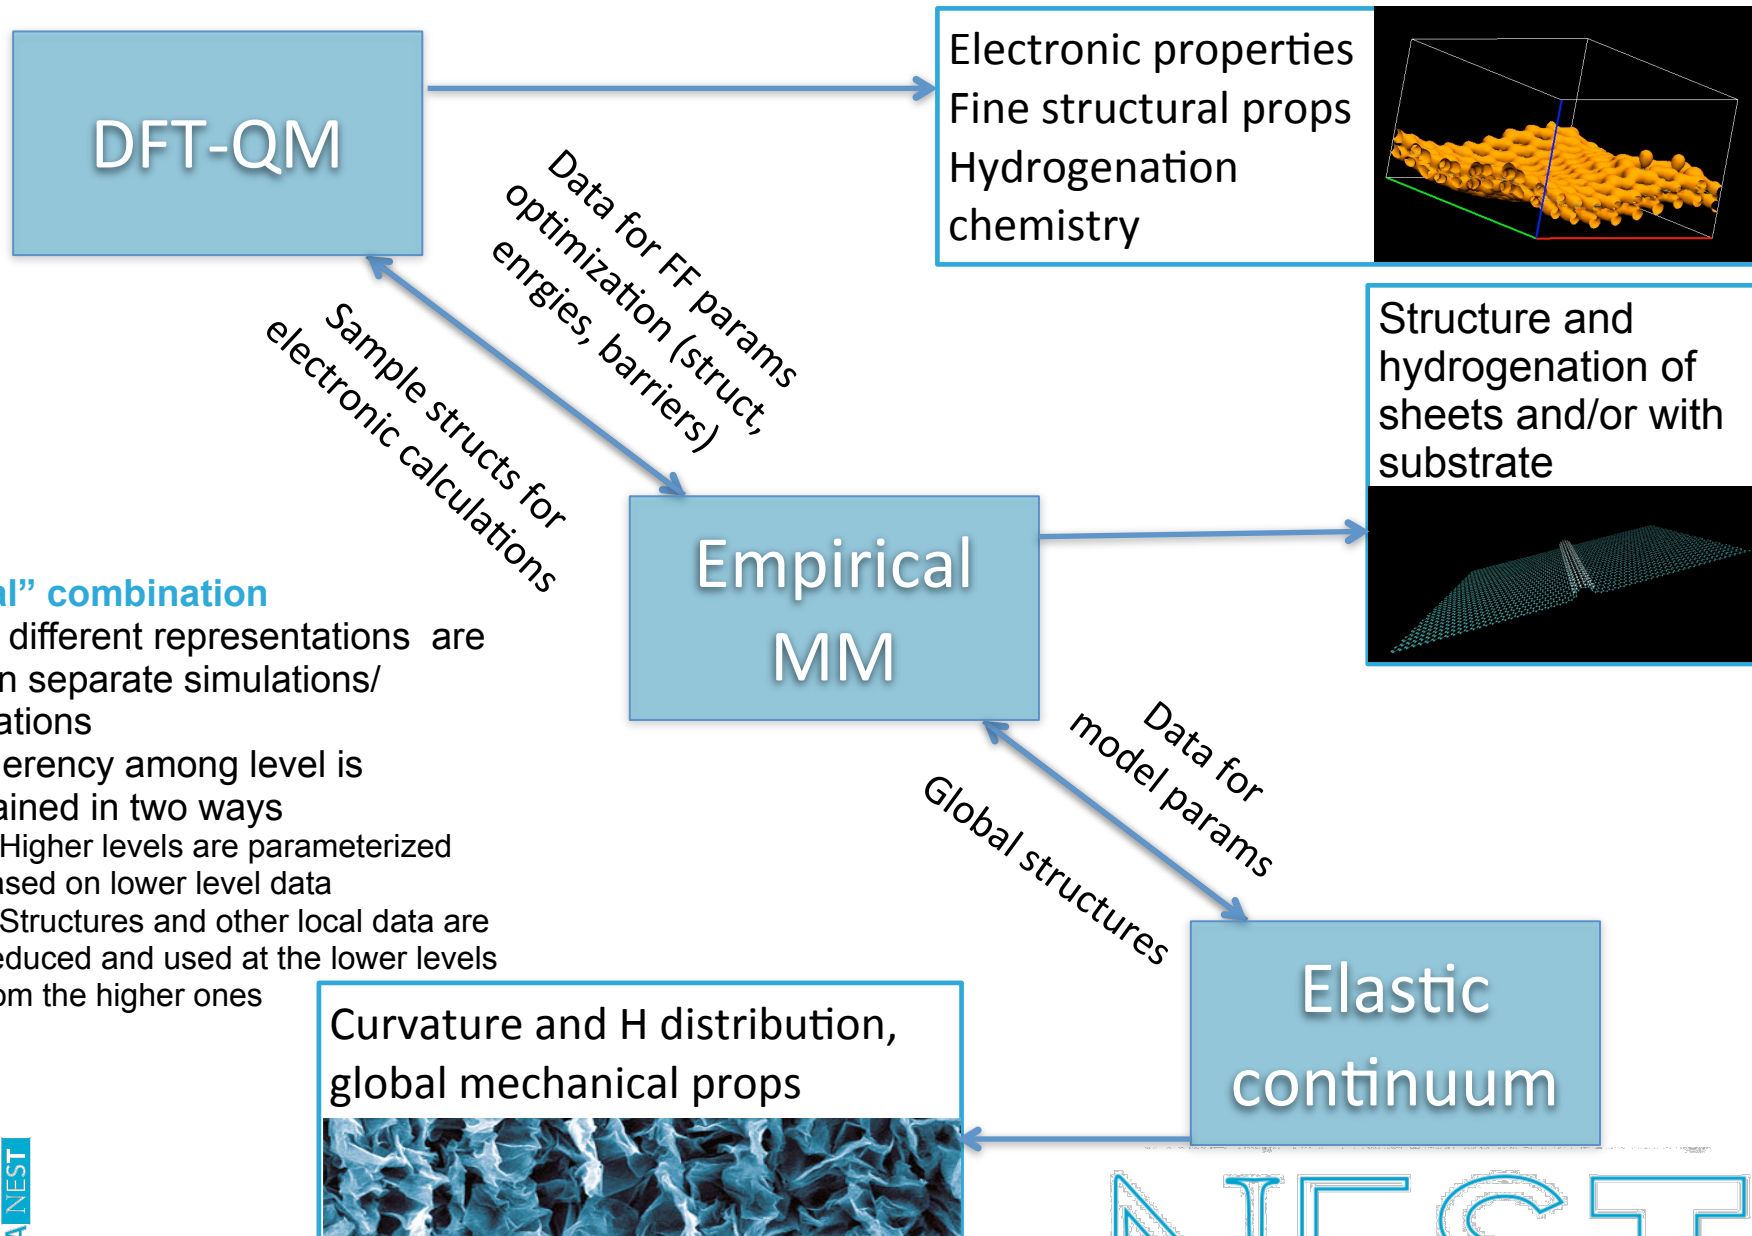 DFT-QM
Electronic properties
Fine structural props
Hydrogenation
chemistry
Data for FF params
optimization (struct,
enrgies, barriers)
Sample structs for
electronic calculations
Structure and
hydrogenation of
sheets and/or with
substrate
Empirical
MM
al” combination
different representations are
n separate simulations/
ations
erency among level is
ained in two ways
Higher levels are parameterized
ased on lower level data
Structures and other local data are
educed and used at the lower levels
om the higher ones
Data for
model params
Global structures
Elastic
continuum
Curvature and H distribution,
global mechanical props
A NEST
NEST